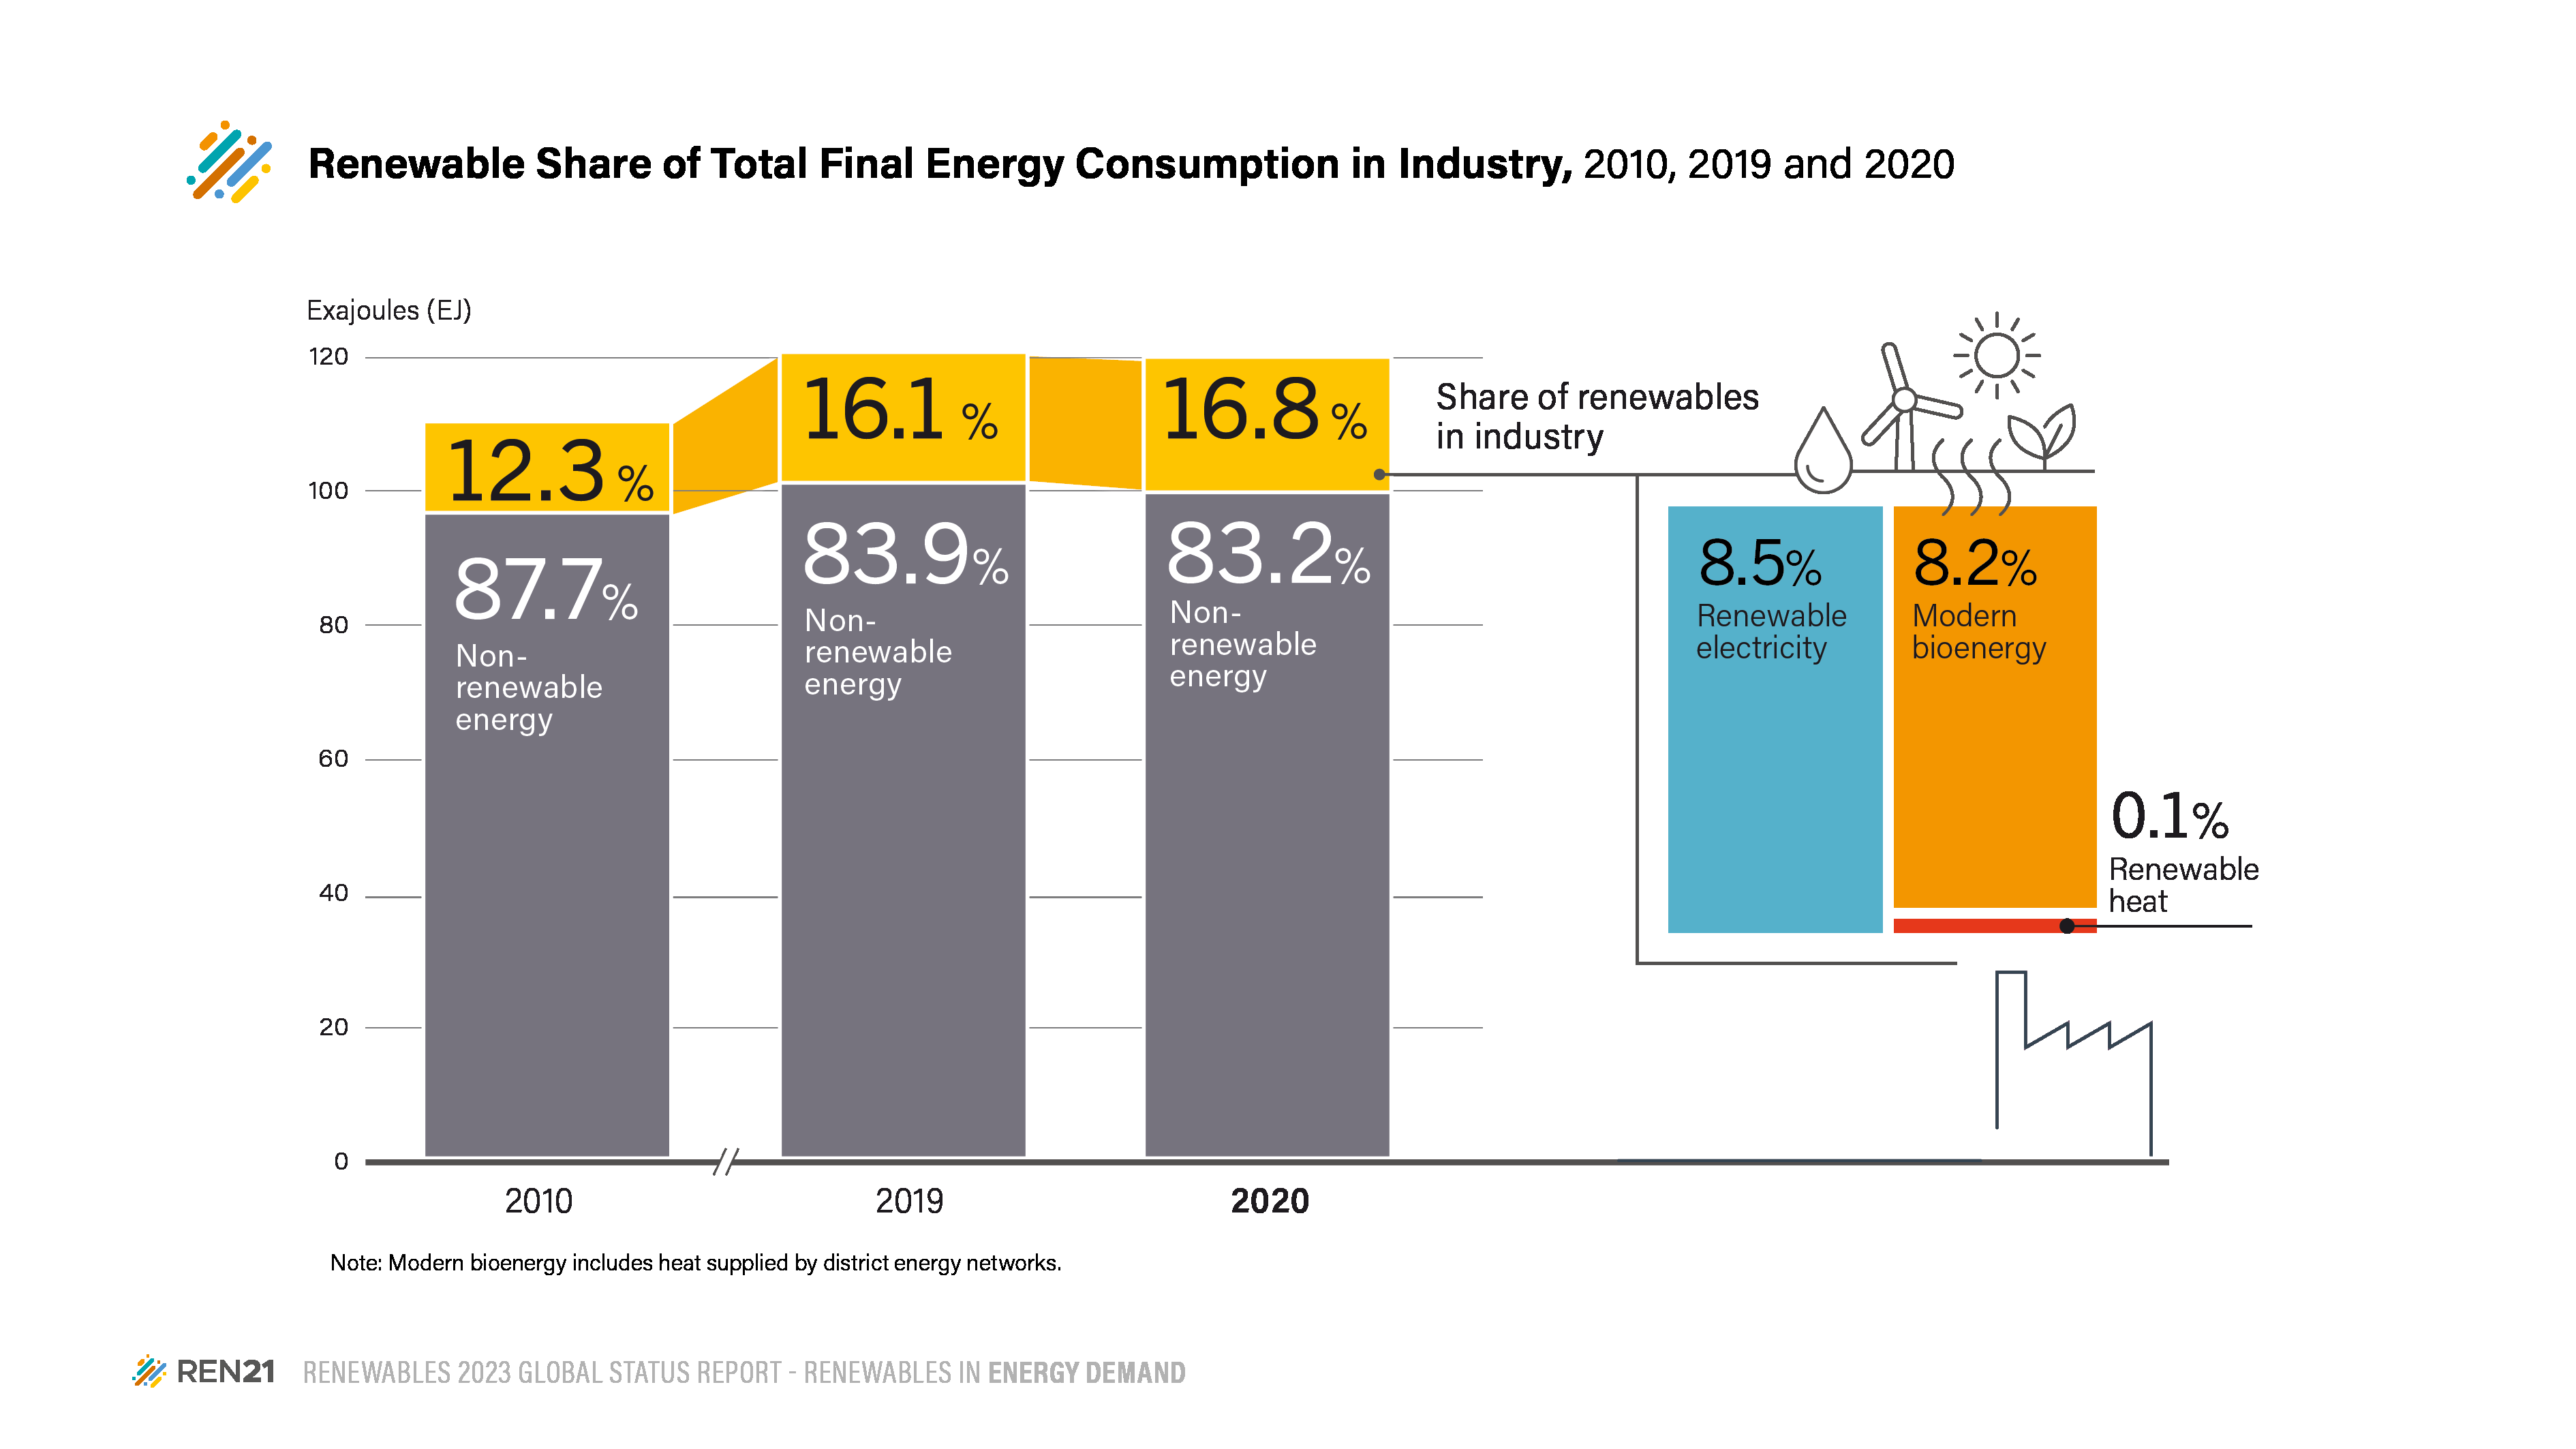 Renewable Share of Total Final Energy Consumption in Industry, 2010, 2019 and 2020
Exajoules (EJ)
120
100
80
60
40
20
0
12.3 %
87.7%
Non-
renewable
energy
16.1 %
83.9%
Non-
renewable
energy
16.8 %
83.2%
Non-
renewable
energy
2010
2019
2020
Share of renewables
in industry
8.5%
Renewable
electricity
8.2%
Modern
bioenergy
0.1%
Renewable
heat
Note: Modern bioenergy includes heat supplied by district energy networks.
REN21 RENEWABLES 2023 GLOBAL STATUS REPORT - RENEWABLES IN ENERGY DEMAND